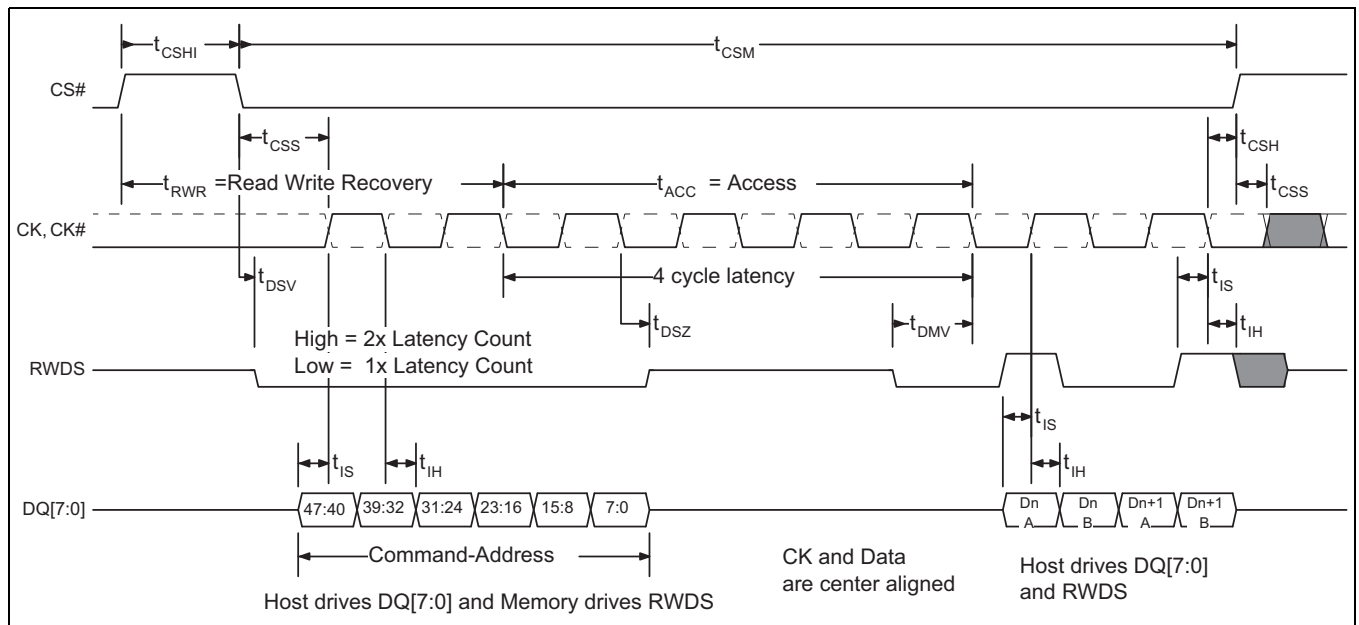 tCSHI
tCSM
CS#
tCSS
tCSH
tRWR =Read Write Recovery
tACC = Access
tCSS
CK, CK#
tDSV
4 cycle latency
tIS
High = 2x Latency Count
Low = 1x Latency Count
tDSZ
tDMV
tIH
RWDS
tIS
tIS
tIH
tIH
DQ[7:0]
47:40 39:32 31:24 23:16 15:8 7:0
Dn A Dn B Dn+1 A Dn+1 B
Command-Address
CK and Data
are center aligned
Host drives DQ[7:0]
and RWDS
Host drives DQ[7:0] and Memory drives RWDS